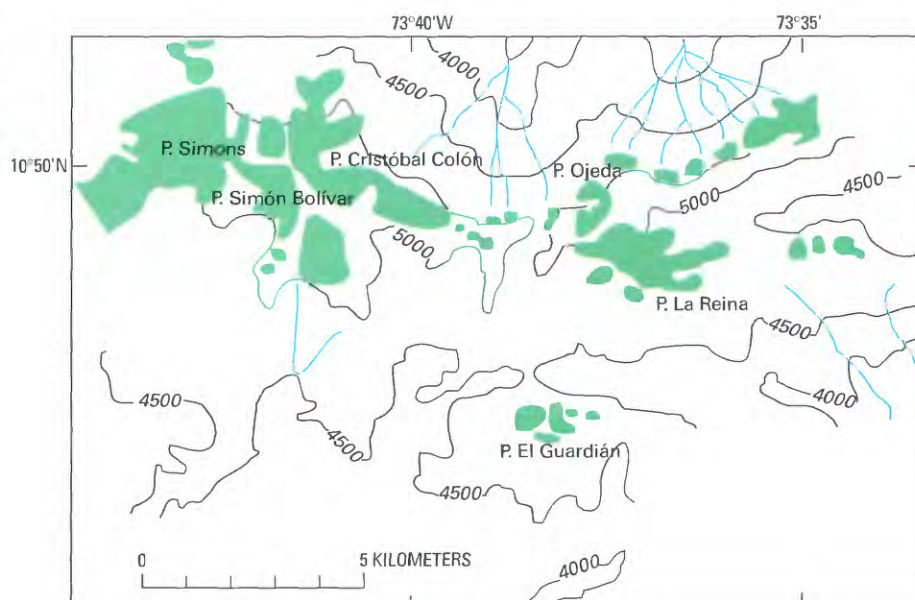 73°40'W
73°35'
4000
4500
P. Simons
P. Cristóbal Colón
10°50'N
P. Ojeda
4500
P. Simón Bolívar
5000
5000
P. La Reina
4500
4500
4000
4500
P. El Guardián
4500
0
5 KILOMETERS
4000